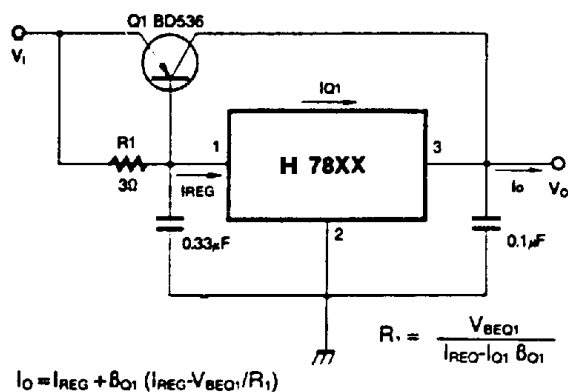 Q1 BD536
V₁
IQ1
R1
3Ω
1
H 78XX
3
IREG
Io
Vo
0.33μF
2
0.1μF
R₁ = VBEQ1 / IREQ-IQ1 βQ1
IO = IREG + βQ1 (IREG-VBEQ1/R1)